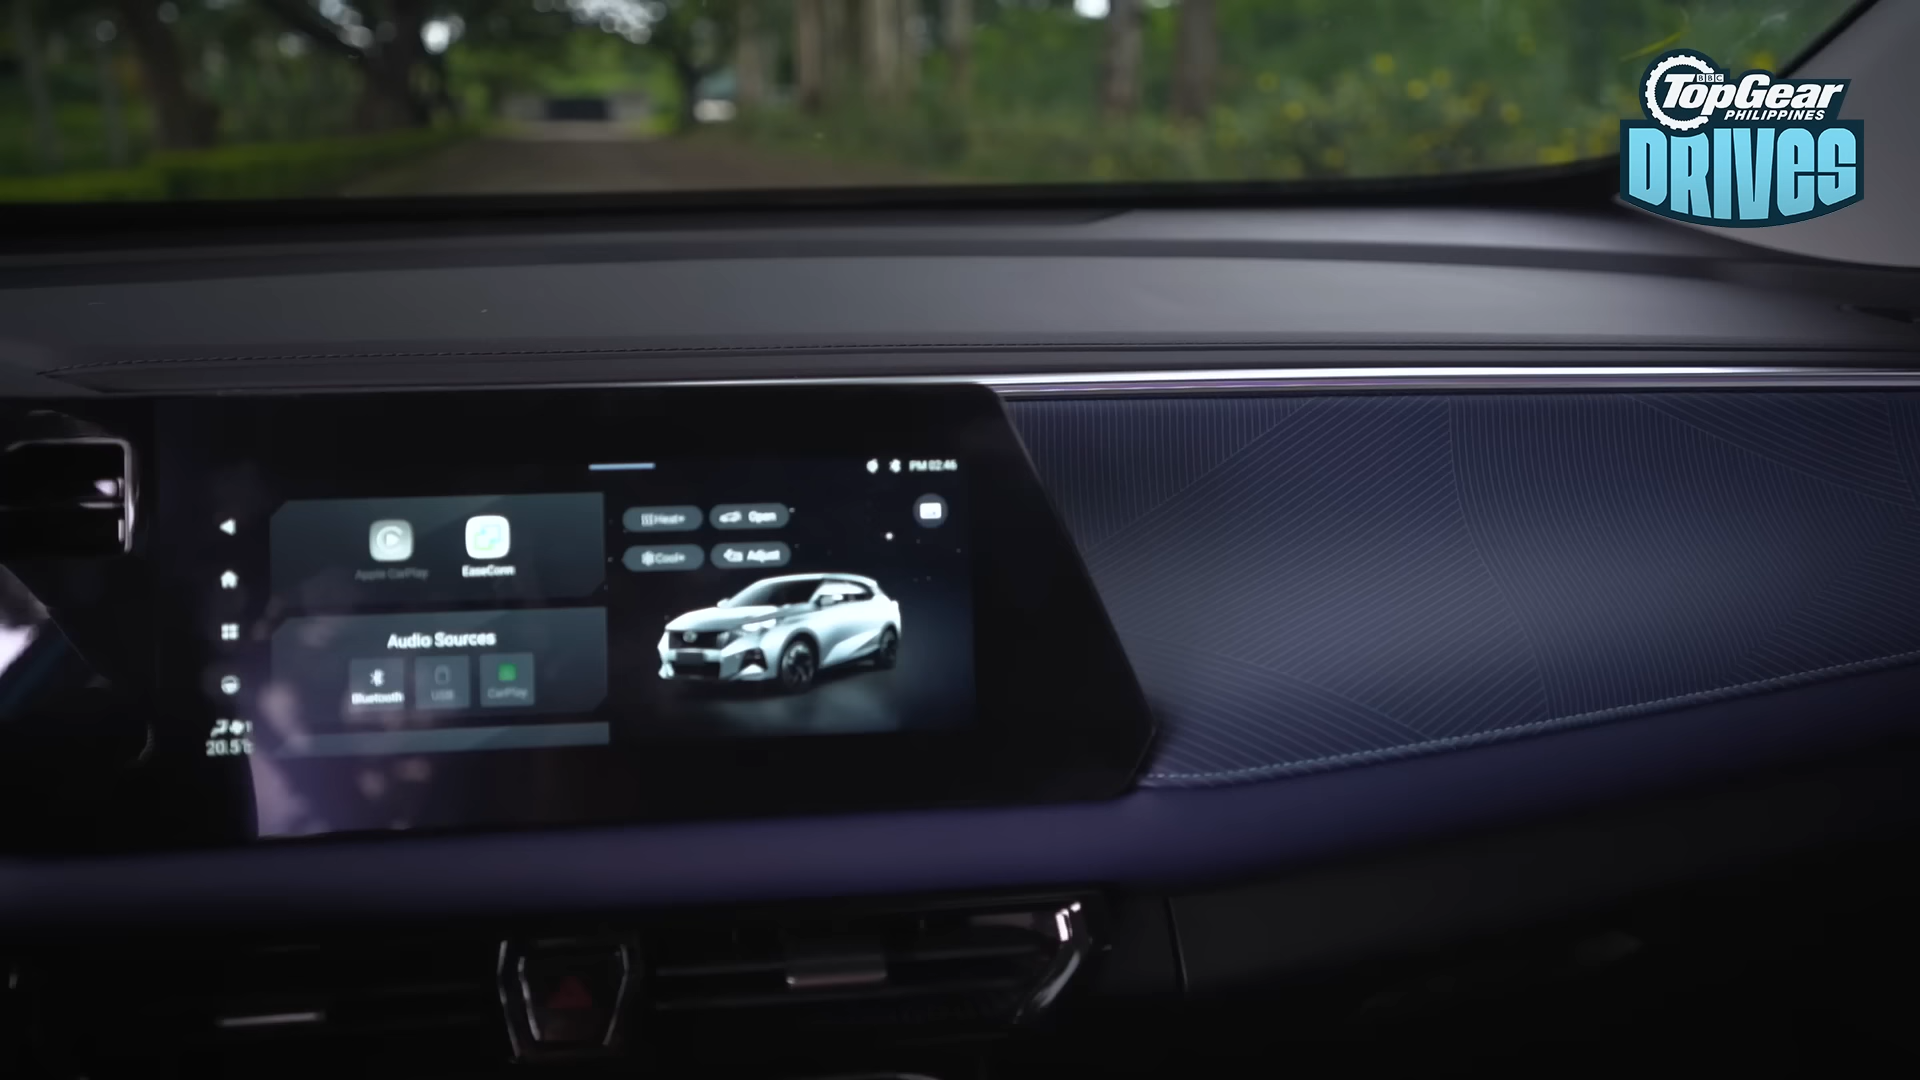 BBC
TopGear
PHILIPPINES
DRIVES
PM 02:46
Heat
Open
Cool
Adjust
Apple CarPlay
EaseConn
Audio Sources
Bluetooth
USB
CarPlay
20.5°C